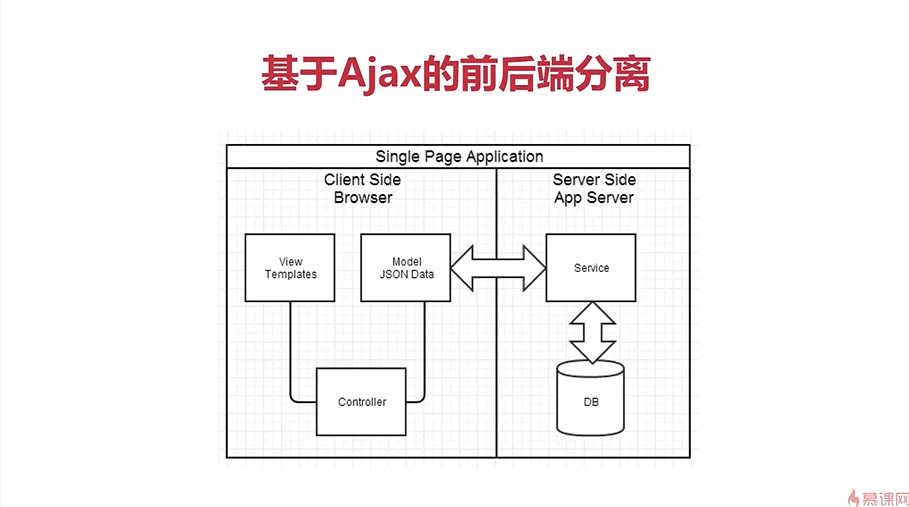 基于Ajax的前后端分离
Single Page Application
Client Side
Browser
Server Side
App Server
View
Templates
Model
JSON Data
Service
Controller
DB
慕课网